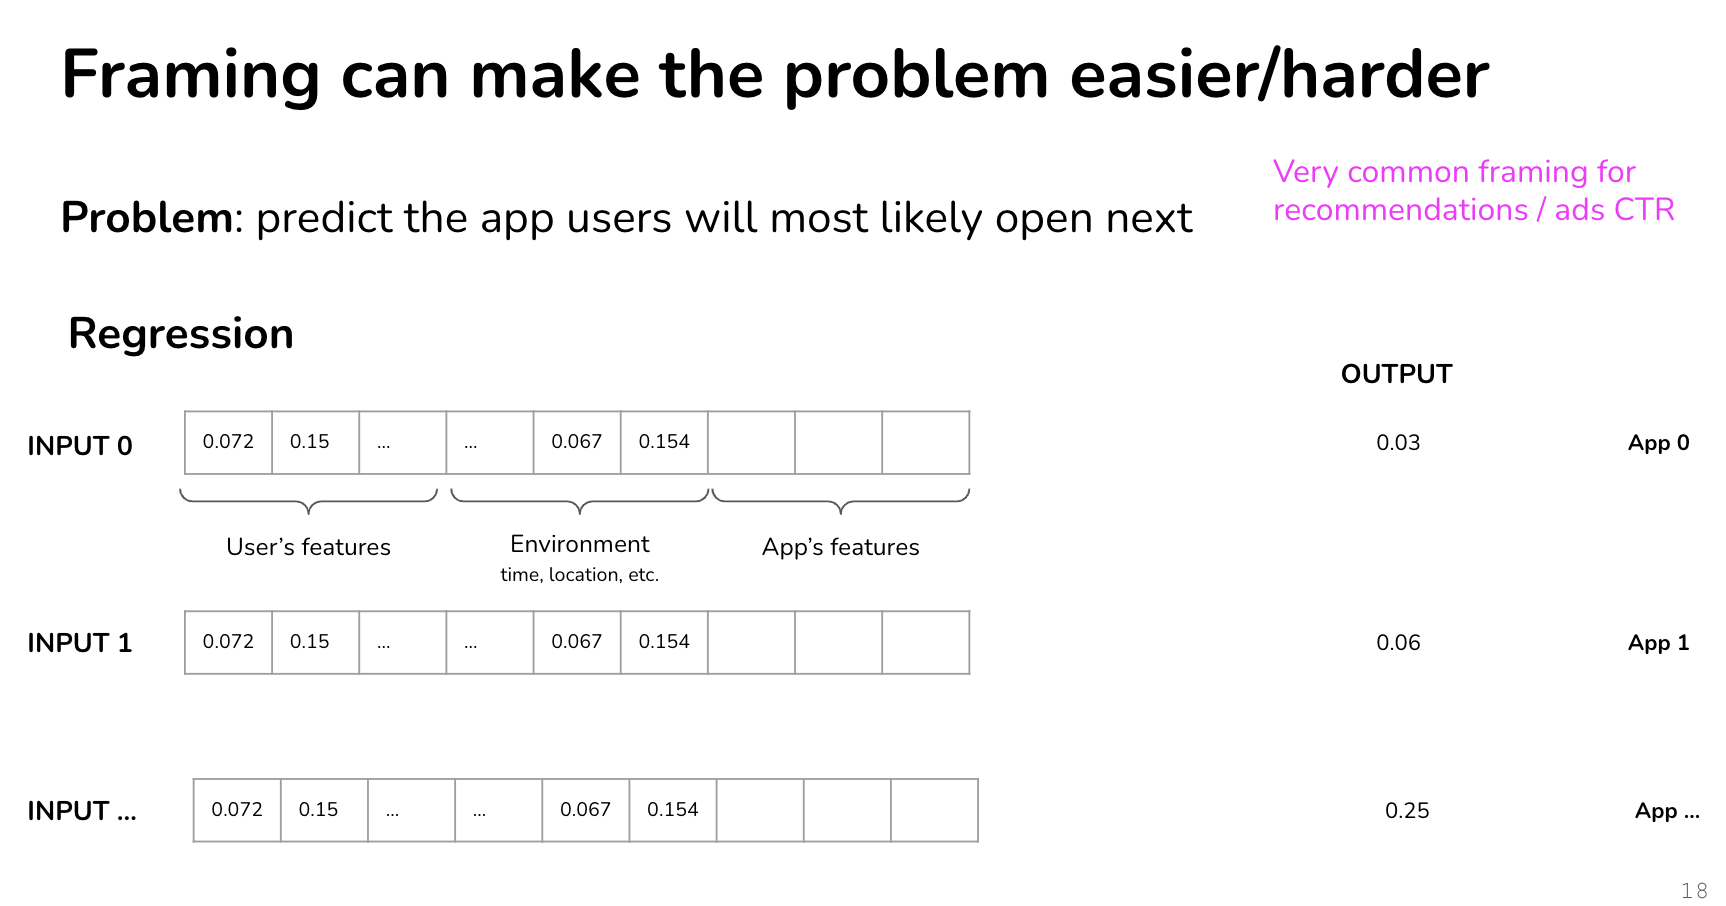 Framing can make the problem easier/harder
Very common framing for
recommendations / ads CTR
Problem: predict the app users will most likely open next
Regression
OUTPUT
INPUT 0 0.072 0.15 ... ... 0.067 0.154 0.03 App 0
User’s features Environment App’s features
time, location, etc.
INPUT 1 0.072 0.15 ... ... 0.067 0.154 0.06 App 1
INPUT ... 0.072 0.15 ... ... 0.067 0.154 0.25 App ...
18